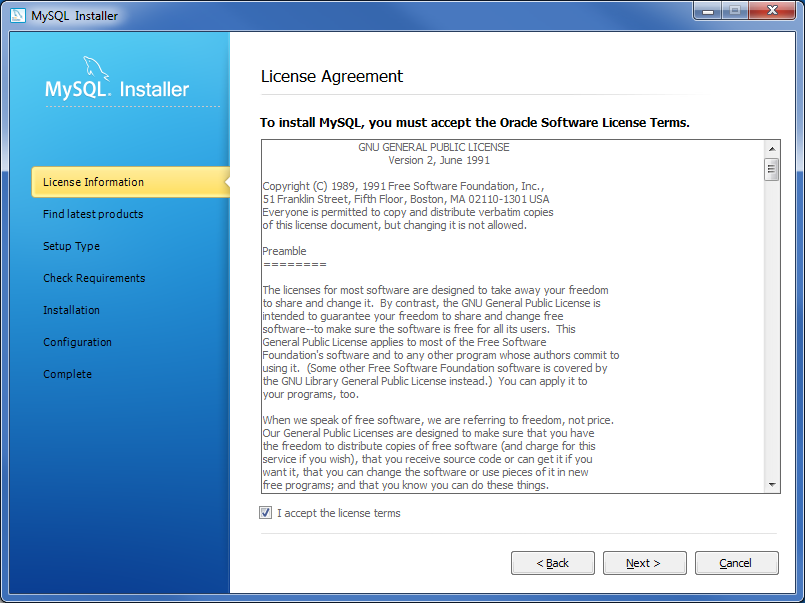 MySQL Installer
MySQL. Installer
License Information
Find latest products
Setup Type
Check Requirements
Installation
Configuration
Complete
License Agreement
To install MySQL, you must accept the Oracle Software License Terms.
GNU GENERAL PUBLIC LICENSE
Version 2, June 1991
Copyright (C) 1989, 1991 Free Software Foundation, Inc.,
51 Franklin Street, Fifth Floor, Boston, MA 02110-1301 USA
Everyone is permitted to copy and distribute verbatim copies
of this license document, but changing it is not allowed.
Preamble
========
The licenses for most software are designed to take away your freedom
to share and change it. By contrast, the GNU General Public License is
intended to guarantee your freedom to share and change free
software--to make sure the software is free for all its users. This
General Public License applies to most of the Free Software
Foundation's software and to any other program whose authors commit to
using it. (Some other Free Software Foundation software is covered by
the GNU Library General Public License instead.) You can apply it to
your programs, too.
When we speak of free software, we are referring to freedom, not price.
Our General Public Licenses are designed to make sure that you have
the freedom to distribute copies of free software (and charge for this
service if you wish), that you receive source code or can get it if you
want it, that you can change the software or use pieces of it in new
free programs; and that you know you can do these things.
I accept the license terms
< Back
Next >
Cancel